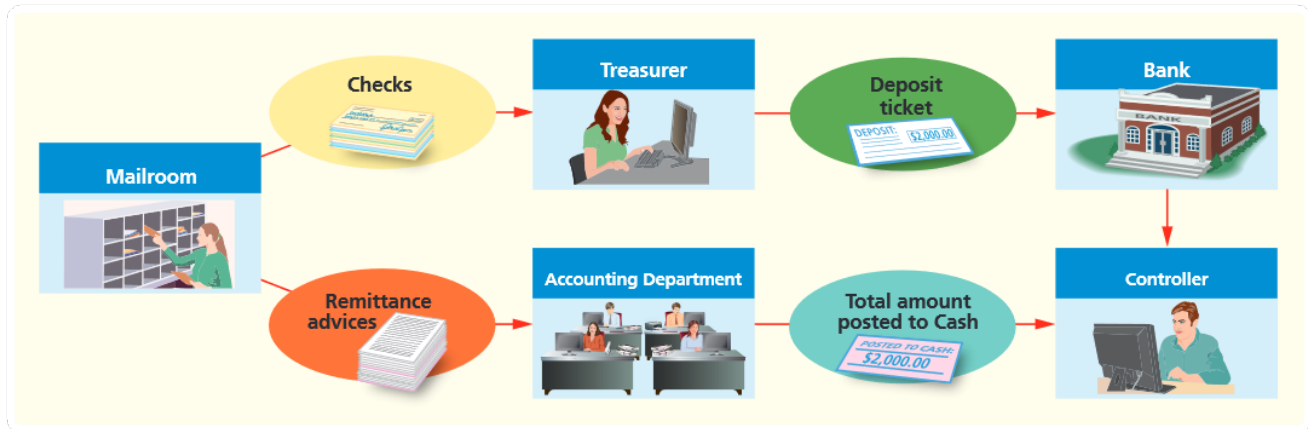 Checks
Treasurer
Deposit
ticket
DEPOSIT:
$2,000.00
Bank
BANK
Mailroom
Remittance
advices
Accounting Department
Total amount
posted to Cash
POSTED TO CASH:
$2,000.00
Controller